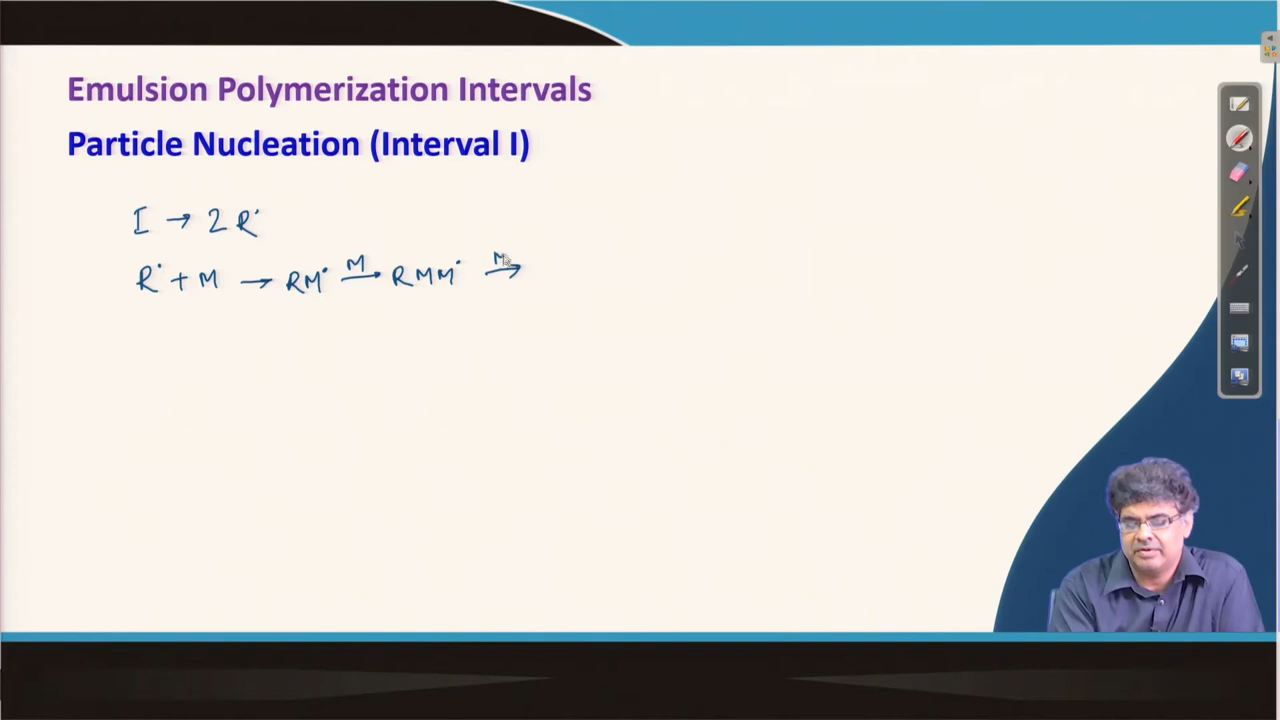 Emulsion Polymerization Intervals
Particle Nucleation (Interval I)
I → 2 R•
R• + M → RM• —M→ RMM• —M→